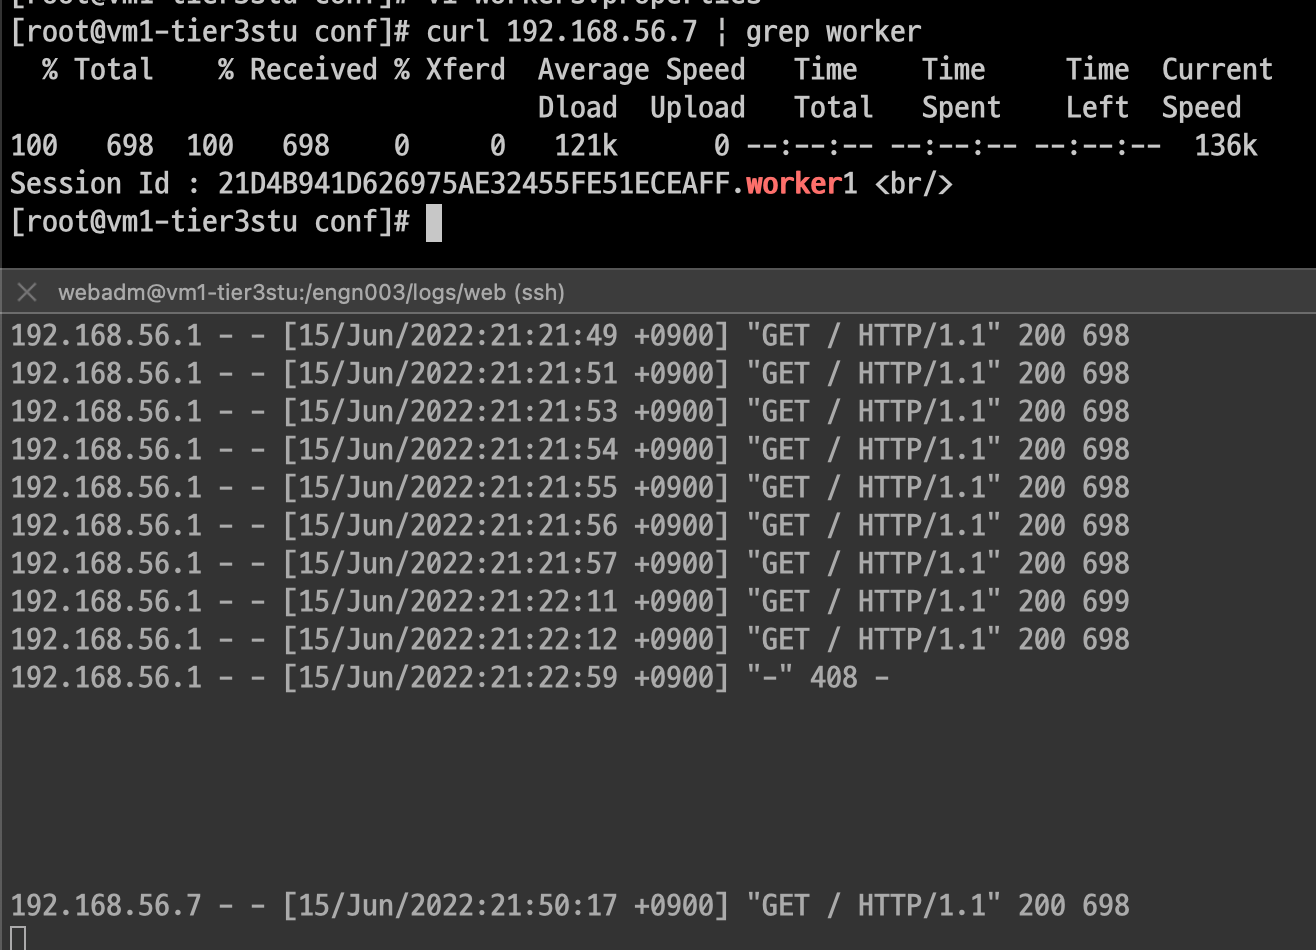 [root@vm1-tier3stu conf]# vi workers.properties
[root@vm1-tier3stu conf]# curl 192.168.56.7 | grep worker
  % Total    % Received % Xferd  Average Speed   Time    Time     Time  Current
                                 Dload  Upload   Total   Spent    Left  Speed
100   698  100   698    0     0   121k      0 --:--:-- --:--:-- --:--:--  136k
Session Id : 21D4B941D626975AE32455FE51ECEAFF.worker1 <br/>
[root@vm1-tier3stu conf]#
webadm@vm1-tier3stu:/engn003/logs/web (ssh)
192.168.56.1 - - [15/Jun/2022:21:21:49 +0900] "GET / HTTP/1.1" 200 698
192.168.56.1 - - [15/Jun/2022:21:21:51 +0900] "GET / HTTP/1.1" 200 698
192.168.56.1 - - [15/Jun/2022:21:21:53 +0900] "GET / HTTP/1.1" 200 698
192.168.56.1 - - [15/Jun/2022:21:21:54 +0900] "GET / HTTP/1.1" 200 698
192.168.56.1 - - [15/Jun/2022:21:21:55 +0900] "GET / HTTP/1.1" 200 698
192.168.56.1 - - [15/Jun/2022:21:21:56 +0900] "GET / HTTP/1.1" 200 698
192.168.56.1 - - [15/Jun/2022:21:21:57 +0900] "GET / HTTP/1.1" 200 698
192.168.56.1 - - [15/Jun/2022:21:22:11 +0900] "GET / HTTP/1.1" 200 699
192.168.56.1 - - [15/Jun/2022:21:22:12 +0900] "GET / HTTP/1.1" 200 698
192.168.56.1 - - [15/Jun/2022:21:22:59 +0900] "-" 408 -
192.168.56.7 - - [15/Jun/2022:21:50:17 +0900] "GET / HTTP/1.1" 200 698